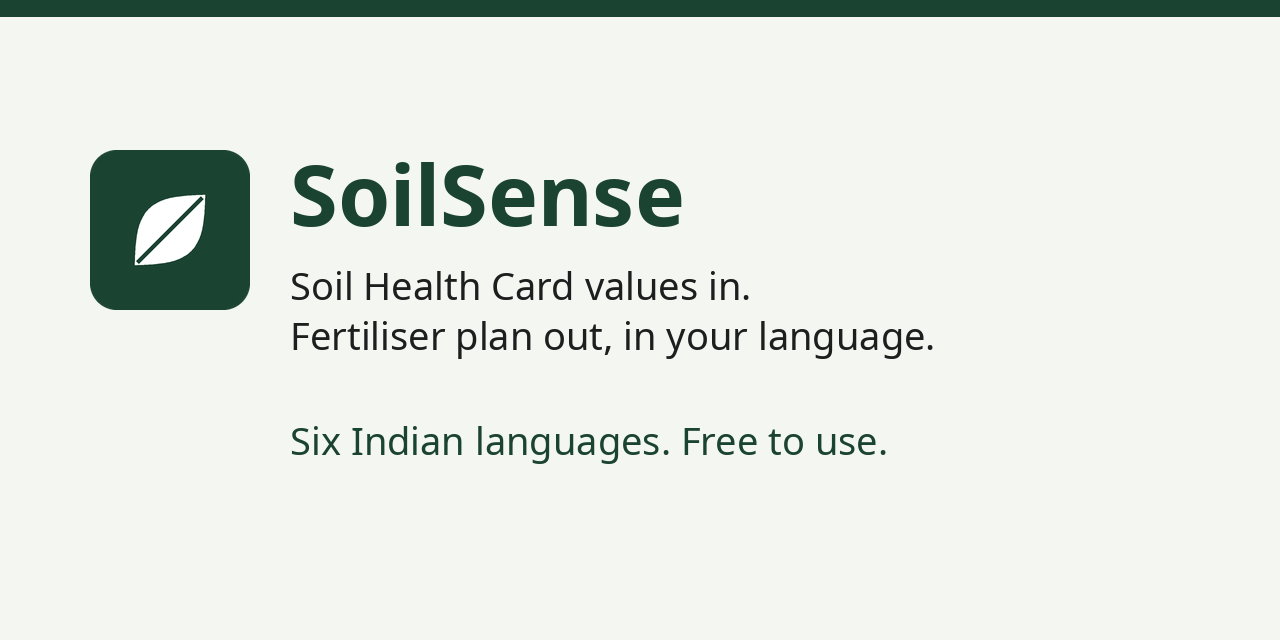 SoilSense
Soil Health Card values in.
Fertiliser plan out, in your language.
Six Indian languages. Free to use.